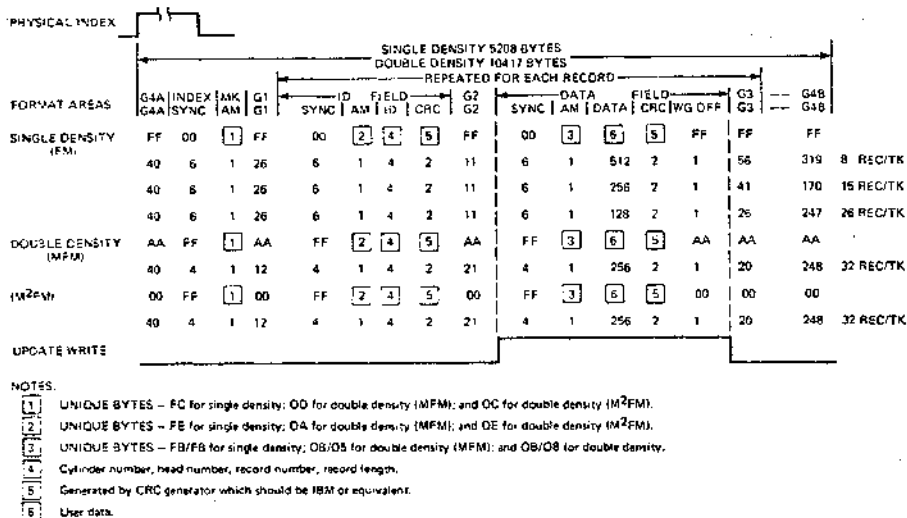 PHYSICAL INDEX
SINGLE DENSITY 5208 BYTES
DOUBLE DENSITY 10417 BYTES
REPEATED FOR EACH RECORD
FORMAT AREAS G4A INDEX MK G1 ID FIELD G2 DATA FIELD G3 -- G4B
G4A SYNC AM G1 SYNC AM ID CRC G2 SYNC AM DATA CRC WG OFF G3 -- G4B
SINGLE DENSITY FF 00 1 FF 00 2 4 5 FF 00 3 6 5 FF FF FF
(FM)
40 6 1 26 6 1 4 2 11 6 1 512 2 1 56 319 8 REC/TK
40 6 1 26 6 1 4 2 11 6 1 256 2 1 41 170 15 REC/TK
40 6 1 26 6 1 4 2 11 6 1 128 2 1 26 247 26 REC/TK
DOUBLE DENSITY AA FF 1 AA FF 2 4 5 AA FF 3 6 5 AA AA AA
(MFM)
40 4 1 12 4 1 4 2 21 4 1 256 2 1 20 248 32 REC/TK
(M²FM) 00 FF 1 00 FF 2 4 5 00 FF 3 6 5 00 00 00
40 4 1 12 4 1 4 2 21 4 1 256 2 1 20 248 32 REC/TK
UPDATE WRITE
NOTES:
1 UNIQUE BYTES – FC for single density; OD for double density (MFM); and OC for double density (M²FM).
2 UNIQUE BYTES – FE for single density; OA for double density (MFM); and OE for double density (M²FM).
3 UNIQUE BYTES – FB/F8 for single density; OB/O5 for double density (MFM); and OB/O8 for double density.
4 Cylinder number, head number, record number, record length.
5 Generated by CRC generator which should be IBM or equivalent.
6 User data.